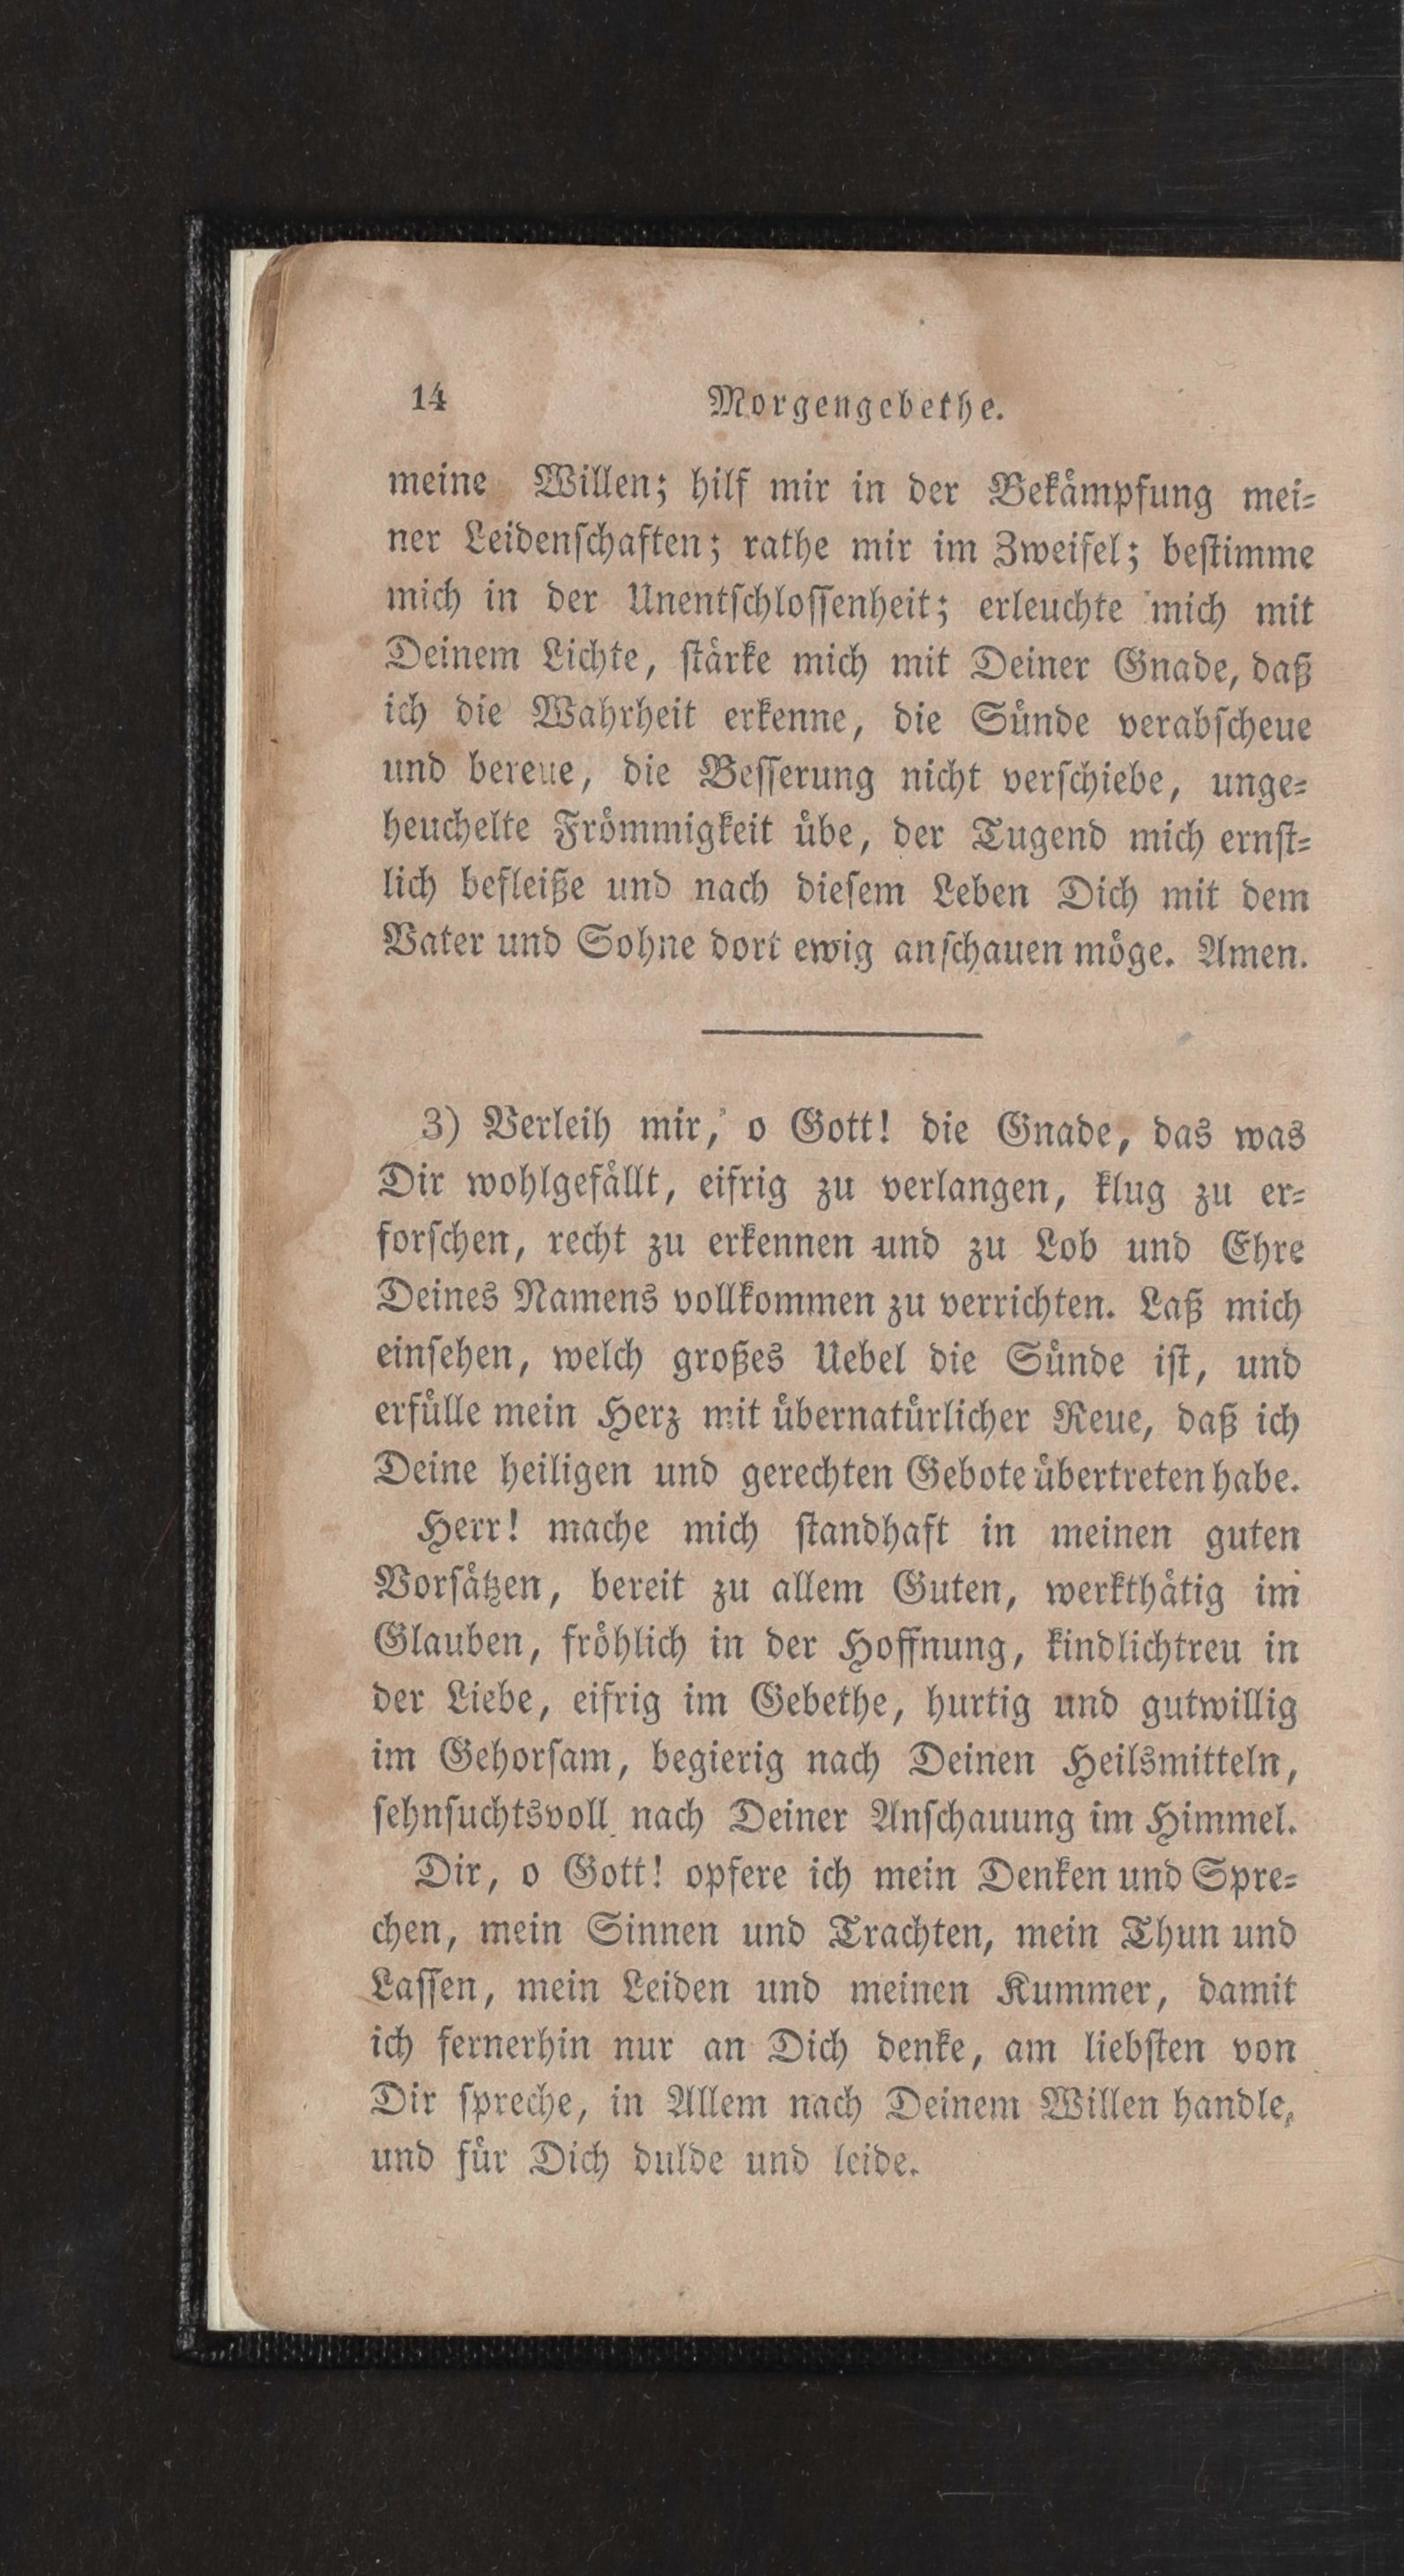 14 Morgengebethe.
meine Willen; hilf mir in der Bekämpfung mei-
ner Leidenschaften; rathe mir im Zweifel; bestimme
mich in der Unentschlossenheit; erleuchte mich mit
Deinem Lichte, stärke mich mit Deiner Gnade, daß
ich die Wahrheit erkenne, die Sünde verabscheue
und bereue, die Besserung nicht verschiebe, unge-
heuchelte Frömmigkeit übe, der Tugend mich ernst-
lich befleiße und nach diesem Leben Dich mit dem
Vater und Sohne dort ewig anschauen möge. Amen.
3) Verleih mir, o Gott! die Gnade, das was
Dir wohlgefällt, eifrig zu verlangen, klug zu er-
forschen, recht zu erkennen und zu Lob und Ehre
Deines Namens vollkommen zu verrichten. Laß mich
einsehen, welch großes Uebel die Sünde ist, und
erfülle mein Herz mit übernatürlicher Reue, daß ich
Deine heiligen und gerechten Gebote übertreten habe.
Herr! mache mich standhaft in meinen guten
Vorsätzen, bereit zu allem Guten, werkthätig im
Glauben, fröhlich in der Hoffnung, kindlichtreu in
der Liebe, eifrig im Gebethe, hurtig und gutwillig
im Gehorsam, begierig nach Deinen Heilsmitteln,
sehnsuchtsvoll nach Deiner Anschauung im Himmel.
Dir, o Gott! opfere ich mein Denken und Spre-
chen, mein Sinnen und Trachten, mein Thun und
Lassen, mein Leiden und meinen Kummer, damit
ich fernerhin nur an Dich denke, am liebsten von
Dir spreche, in Allem nach Deinem Willen handle,
und für Dich dulde und leide.